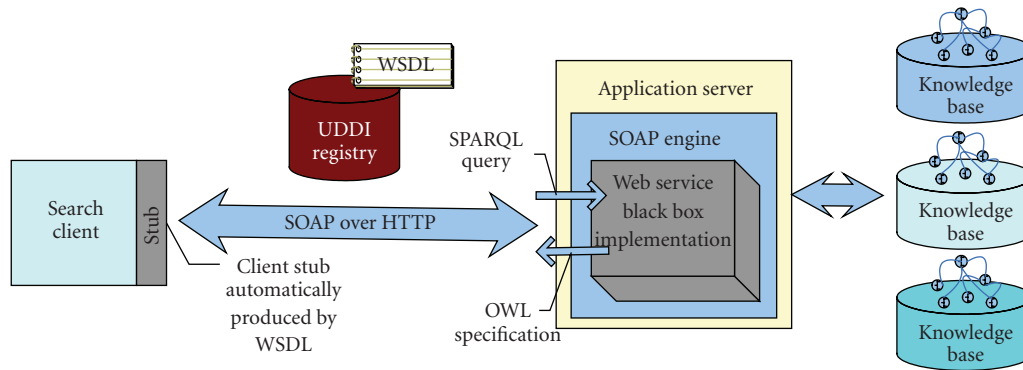 WSDL
UDDI
registry
Search
client
Stub
SOAP over HTTP
Client stub
automatically
produced by
WSDL
SPARQL
query
Application server
SOAP engine
Web service
black box
implementation
OWL
specification
Knowledge
base
Knowledge
base
Knowledge
base